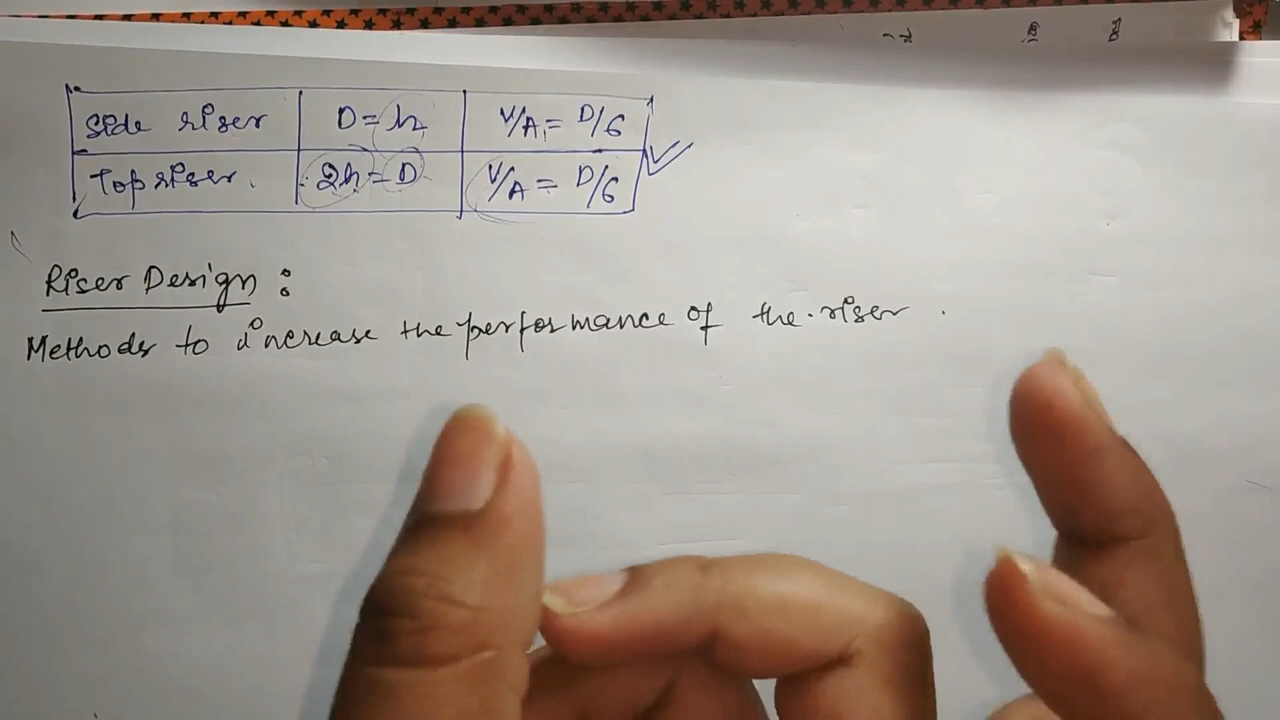 Side riser D = h V/A = D/6
Top riser. 2h = D V/A = D/6
Riser Design :
Methods to increase the performance of the riser .